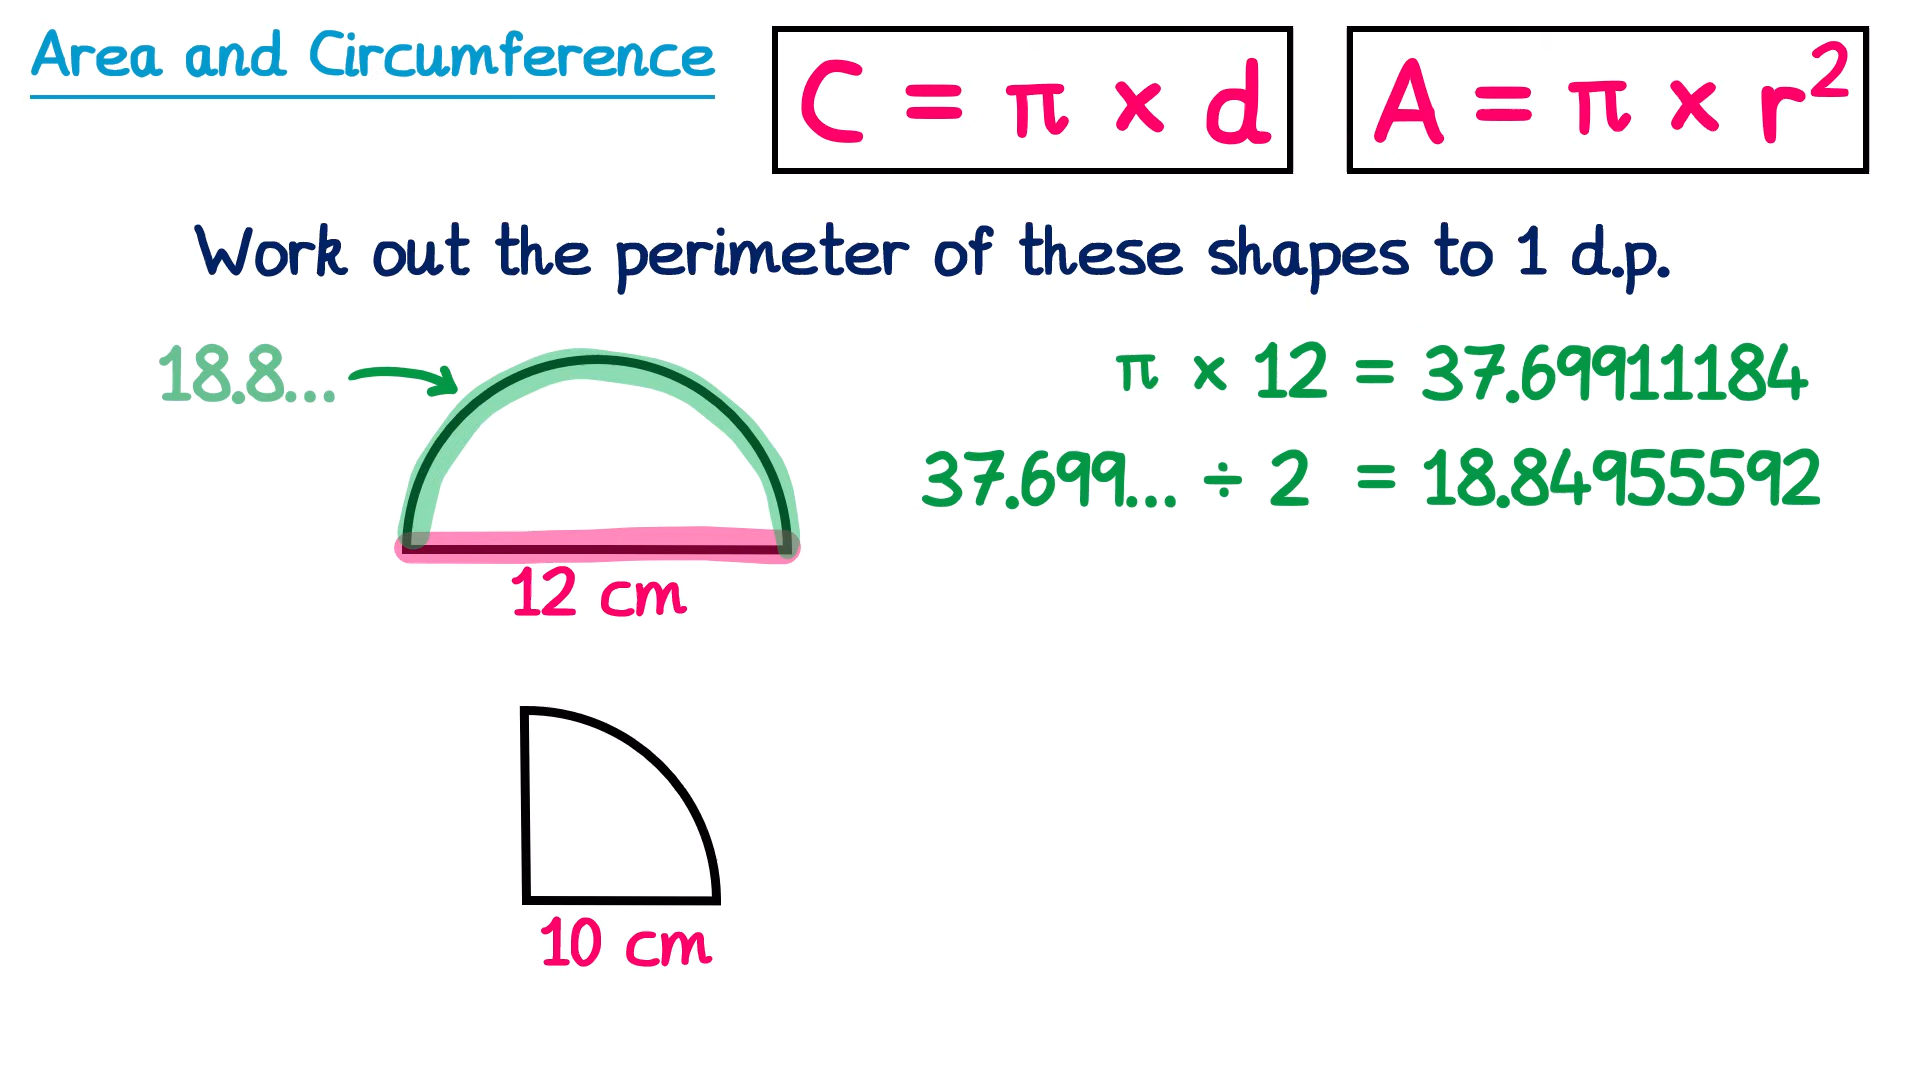 Area and Circumference
C = π × d
A = π × r²
Work out the perimeter of these shapes to 1 d.p.
18.8...
π × 12 = 37.69911184
37.699... ÷ 2 = 18.84955592
12 cm
10 cm